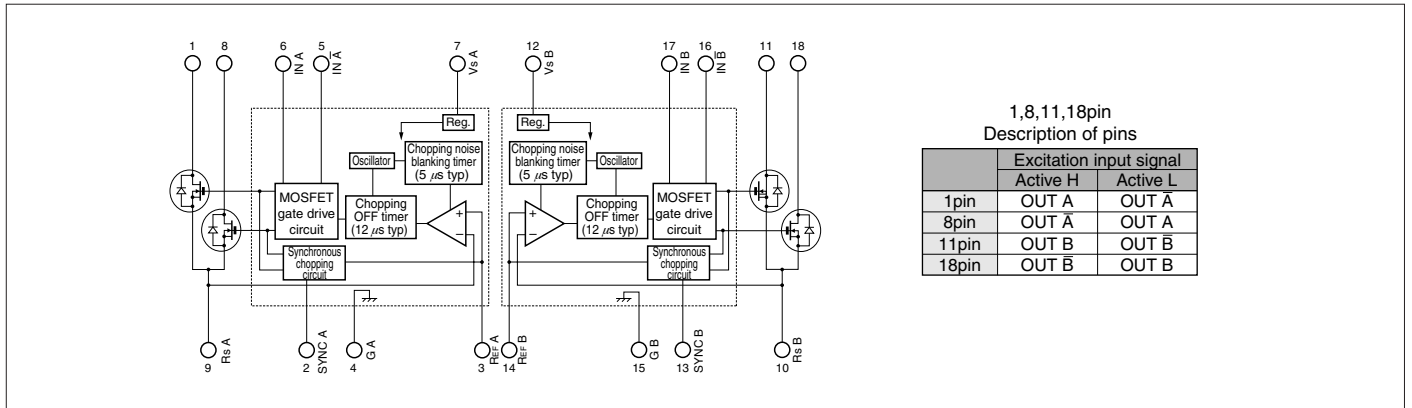 1 8 6 5 7 12 17 16 11 18
IN A
IN A̅
Vs A
Vs B
IN B
IN B̅
Reg.
Reg.
Oscillator
Chopping noise
blanking timer
(5 μs typ)
Chopping noise
blanking timer
(5 μs typ)
Oscillator
MOSFET
gate drive
circuit
Chopping
OFF timer
(12 μs typ)
+
−
+
−
Chopping
OFF timer
(12 μs typ)
MOSFET
gate drive
circuit
Synchronous
chopping
circuit
Synchronous
chopping
circuit
Rs A
SYNC A
G A
REF A
REF B
G B
SYNC B
Rs B
9 2 4 3 14 15 13 10
1,8,11,18pin
Description of pins
Excitation input signal
Active H Active L
1pin OUT A OUT A̅
8pin OUT A̅ OUT A
11pin OUT B OUT B̅
18pin OUT B̅ OUT B